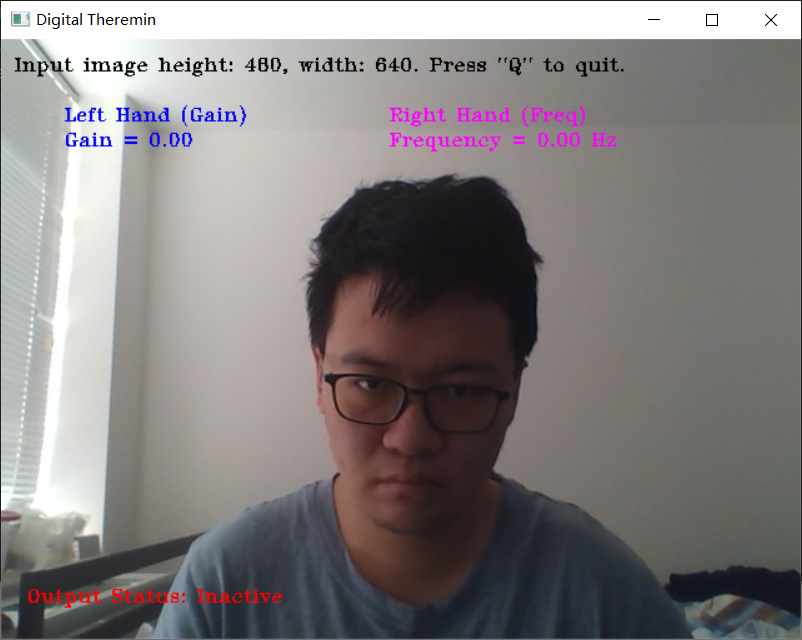 Digital Theremin
Input image height: 480, width: 640. Press "Q" to quit.
Left Hand (Gain)
Right Hand (Freq)
Gain = 0.00
Frequency = 0.00 Hz
Output Status: Inactive